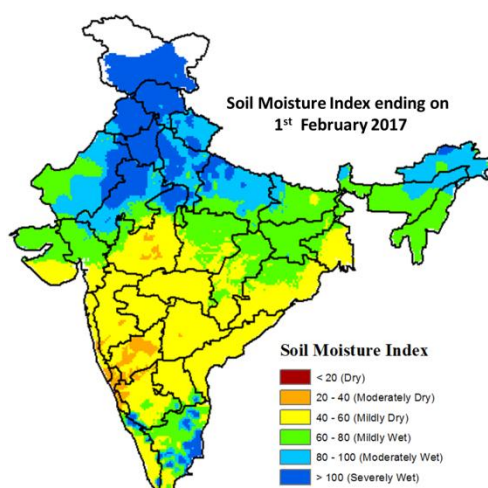 Soil Moisture Index ending on
1st February 2017
Soil Moisture Index
< 20 (Dry)
20 - 40 (Moderately Dry)
40 - 60 (Mildly Dry)
60 - 80 (Mildly Wet)
80 - 100 (Moderately Wet)
> 100 (Severely Wet)